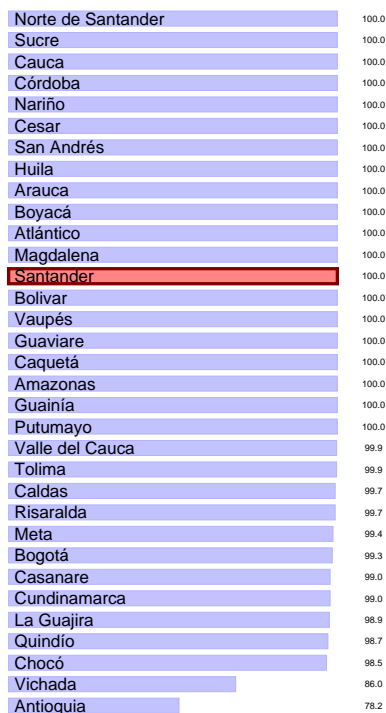 Norte de Santander 100.0
Sucre 100.0
Cauca 100.0
Córdoba 100.0
Nariño 100.0
Cesar 100.0
San Andrés 100.0
Huila 100.0
Arauca 100.0
Boyacá 100.0
Atlántico 100.0
Magdalena 100.0
Santander 100.0
Bolivar 100.0
Vaupés 100.0
Guaviare 100.0
Caquetá 100.0
Amazonas 100.0
Guainía 100.0
Putumayo 100.0
Valle del Cauca 99.9
Tolima 99.9
Caldas 99.7
Risaralda 99.7
Meta 99.4
Bogotá 99.3
Casanare 99.0
Cundinamarca 99.0
La Guajira 98.9
Quindío 98.7
Chocó 98.5
Vichada 86.0
Antioquia 78.2